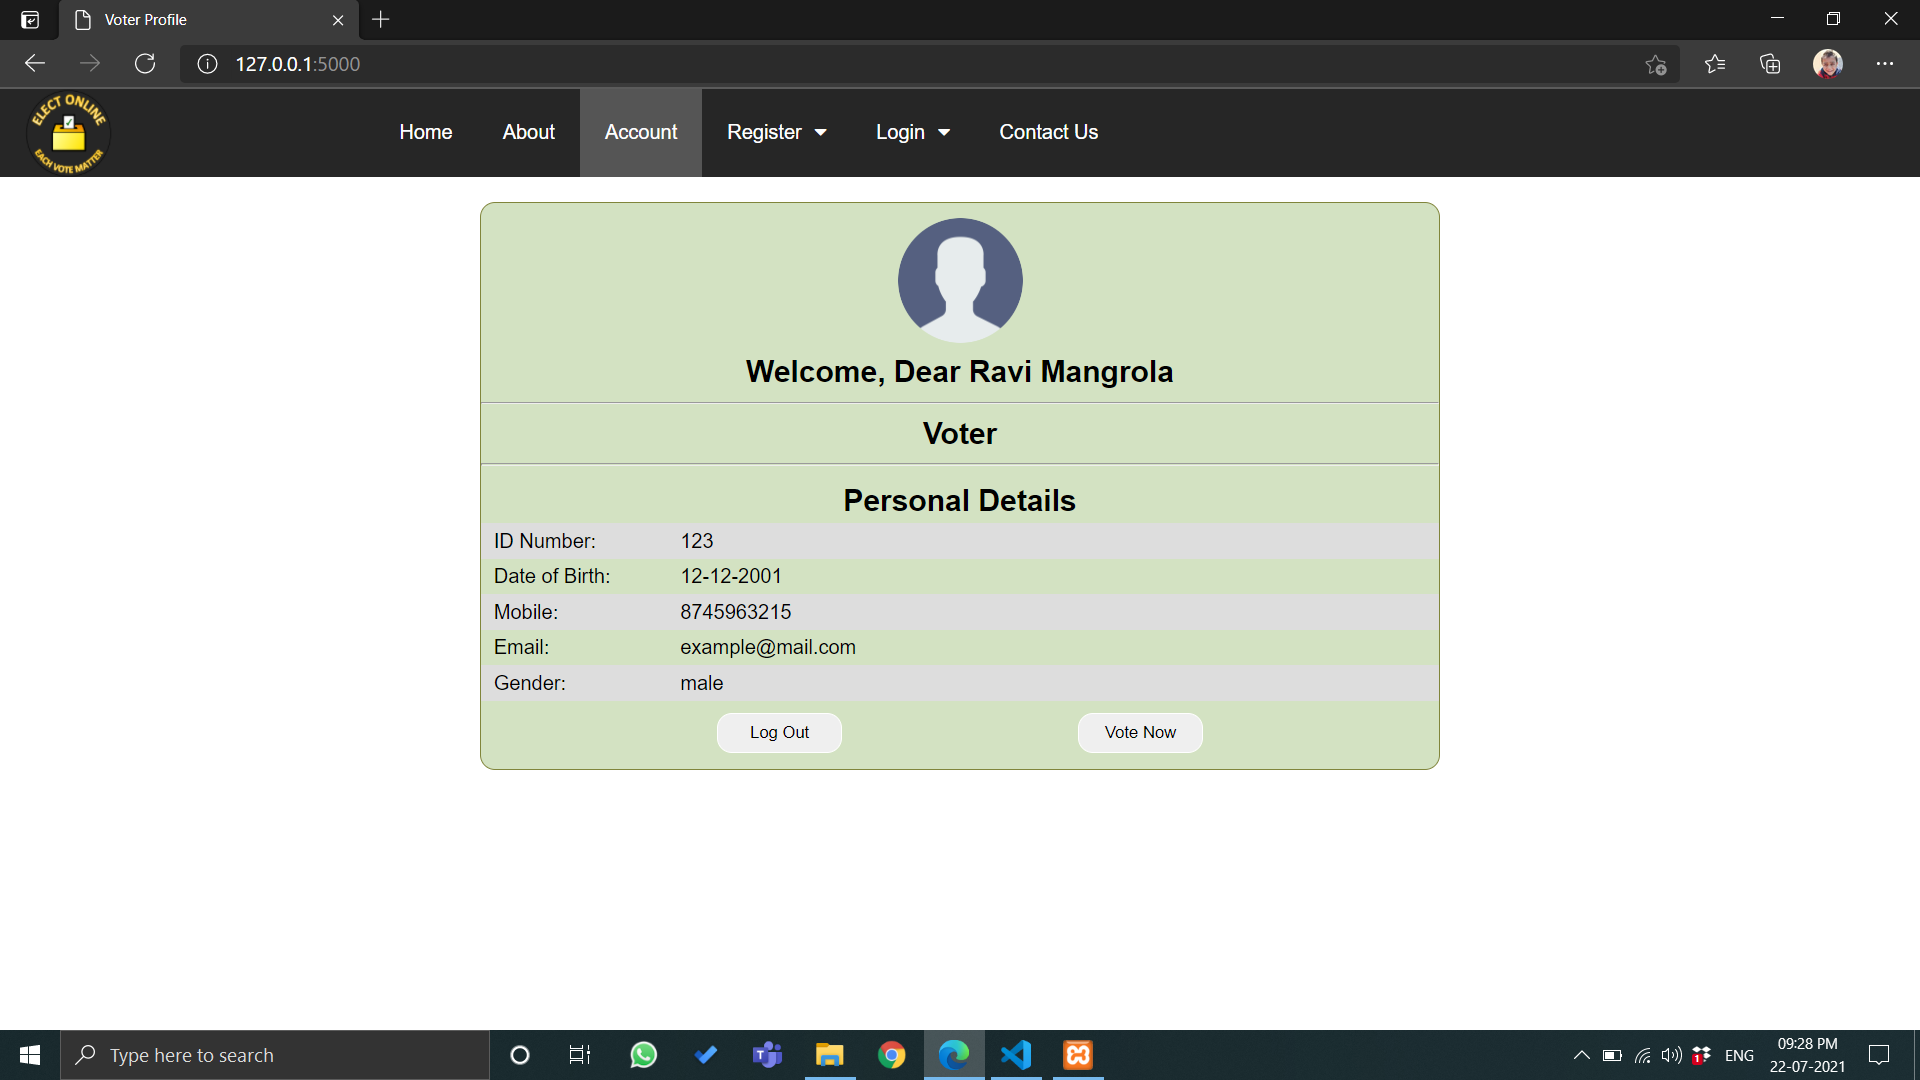 Voter Profile
127.0.0.1:5000
ELECT ONLINE
EACH VOTE MATTER
Home
About
Account
Register
Login
Contact Us
Welcome, Dear Ravi Mangrola
Voter
Personal Details
ID Number: 123
Date of Birth: 12-12-2001
Mobile: 8745963215
Email: example@mail.com
Gender: male
Log Out
Vote Now
Type here to search
T
1
ENG
09:28 PM
22-07-2021